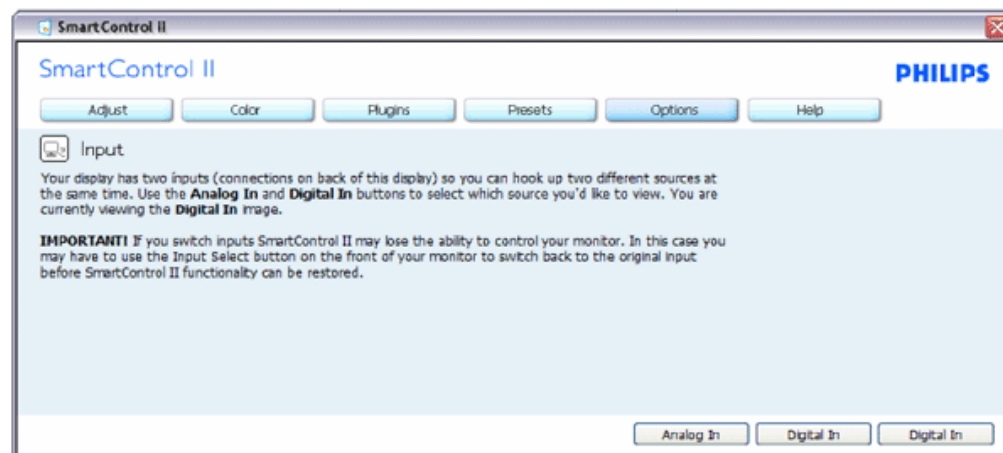 SmartControl II
SmartControl II
PHILIPS
Adjust
Color
Plugins
Presets
Options
Help
Input
Your display has two inputs (connections on back of this display) so you can hook up two different sources at
the same time. Use the Analog In and Digital In buttons to select which source you'd like to view. You are
currently viewing the Digital In image.
IMPORTANT! If you switch inputs SmartControl II may lose the ability to control your monitor. In this case you
may have to use the Input Select button on the front of your monitor to switch back to the original input
before SmartControl II functionality can be restored.
Analog In
Digital In
Digital In